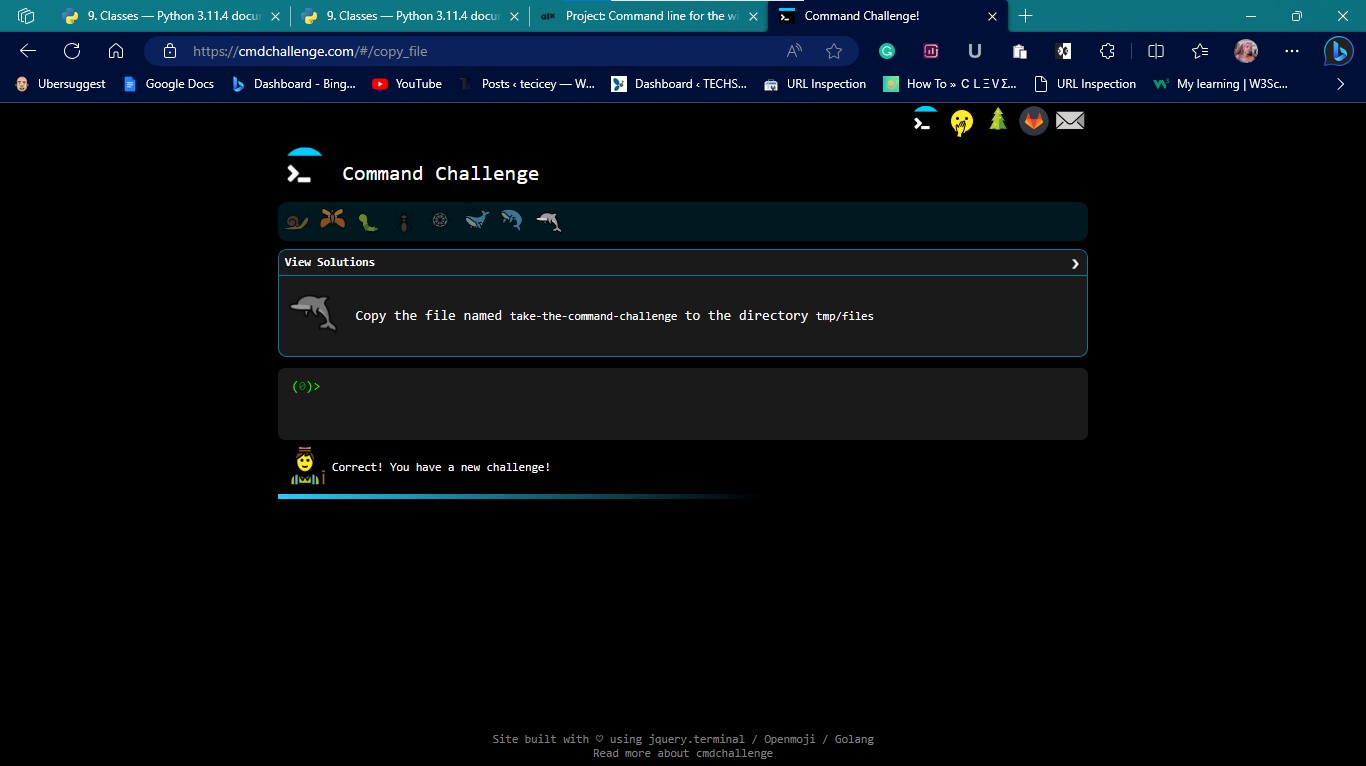 9. Classes — Python 3.11.4 docu
9. Classes — Python 3.11.4 docu
alx Project: Command line for the wi
Command Challenge!
https://cmdchallenge.com/#/copy_file
Ubersuggest
Google Docs
Dashboard - Bing...
YouTube
Posts ‹ tecicey — W...
Dashboard ‹ TECHS...
URL Inspection
How To » C L Ξ V Σ...
URL Inspection
My learning | W3Sc...
Command Challenge
View Solutions
Copy the file named take-the-command-challenge to the directory tmp/files
(0)>
Correct! You have a new challenge!
Site built with ♡ using jquery.terminal / Openmoji / Golang
Read more about cmdchallenge